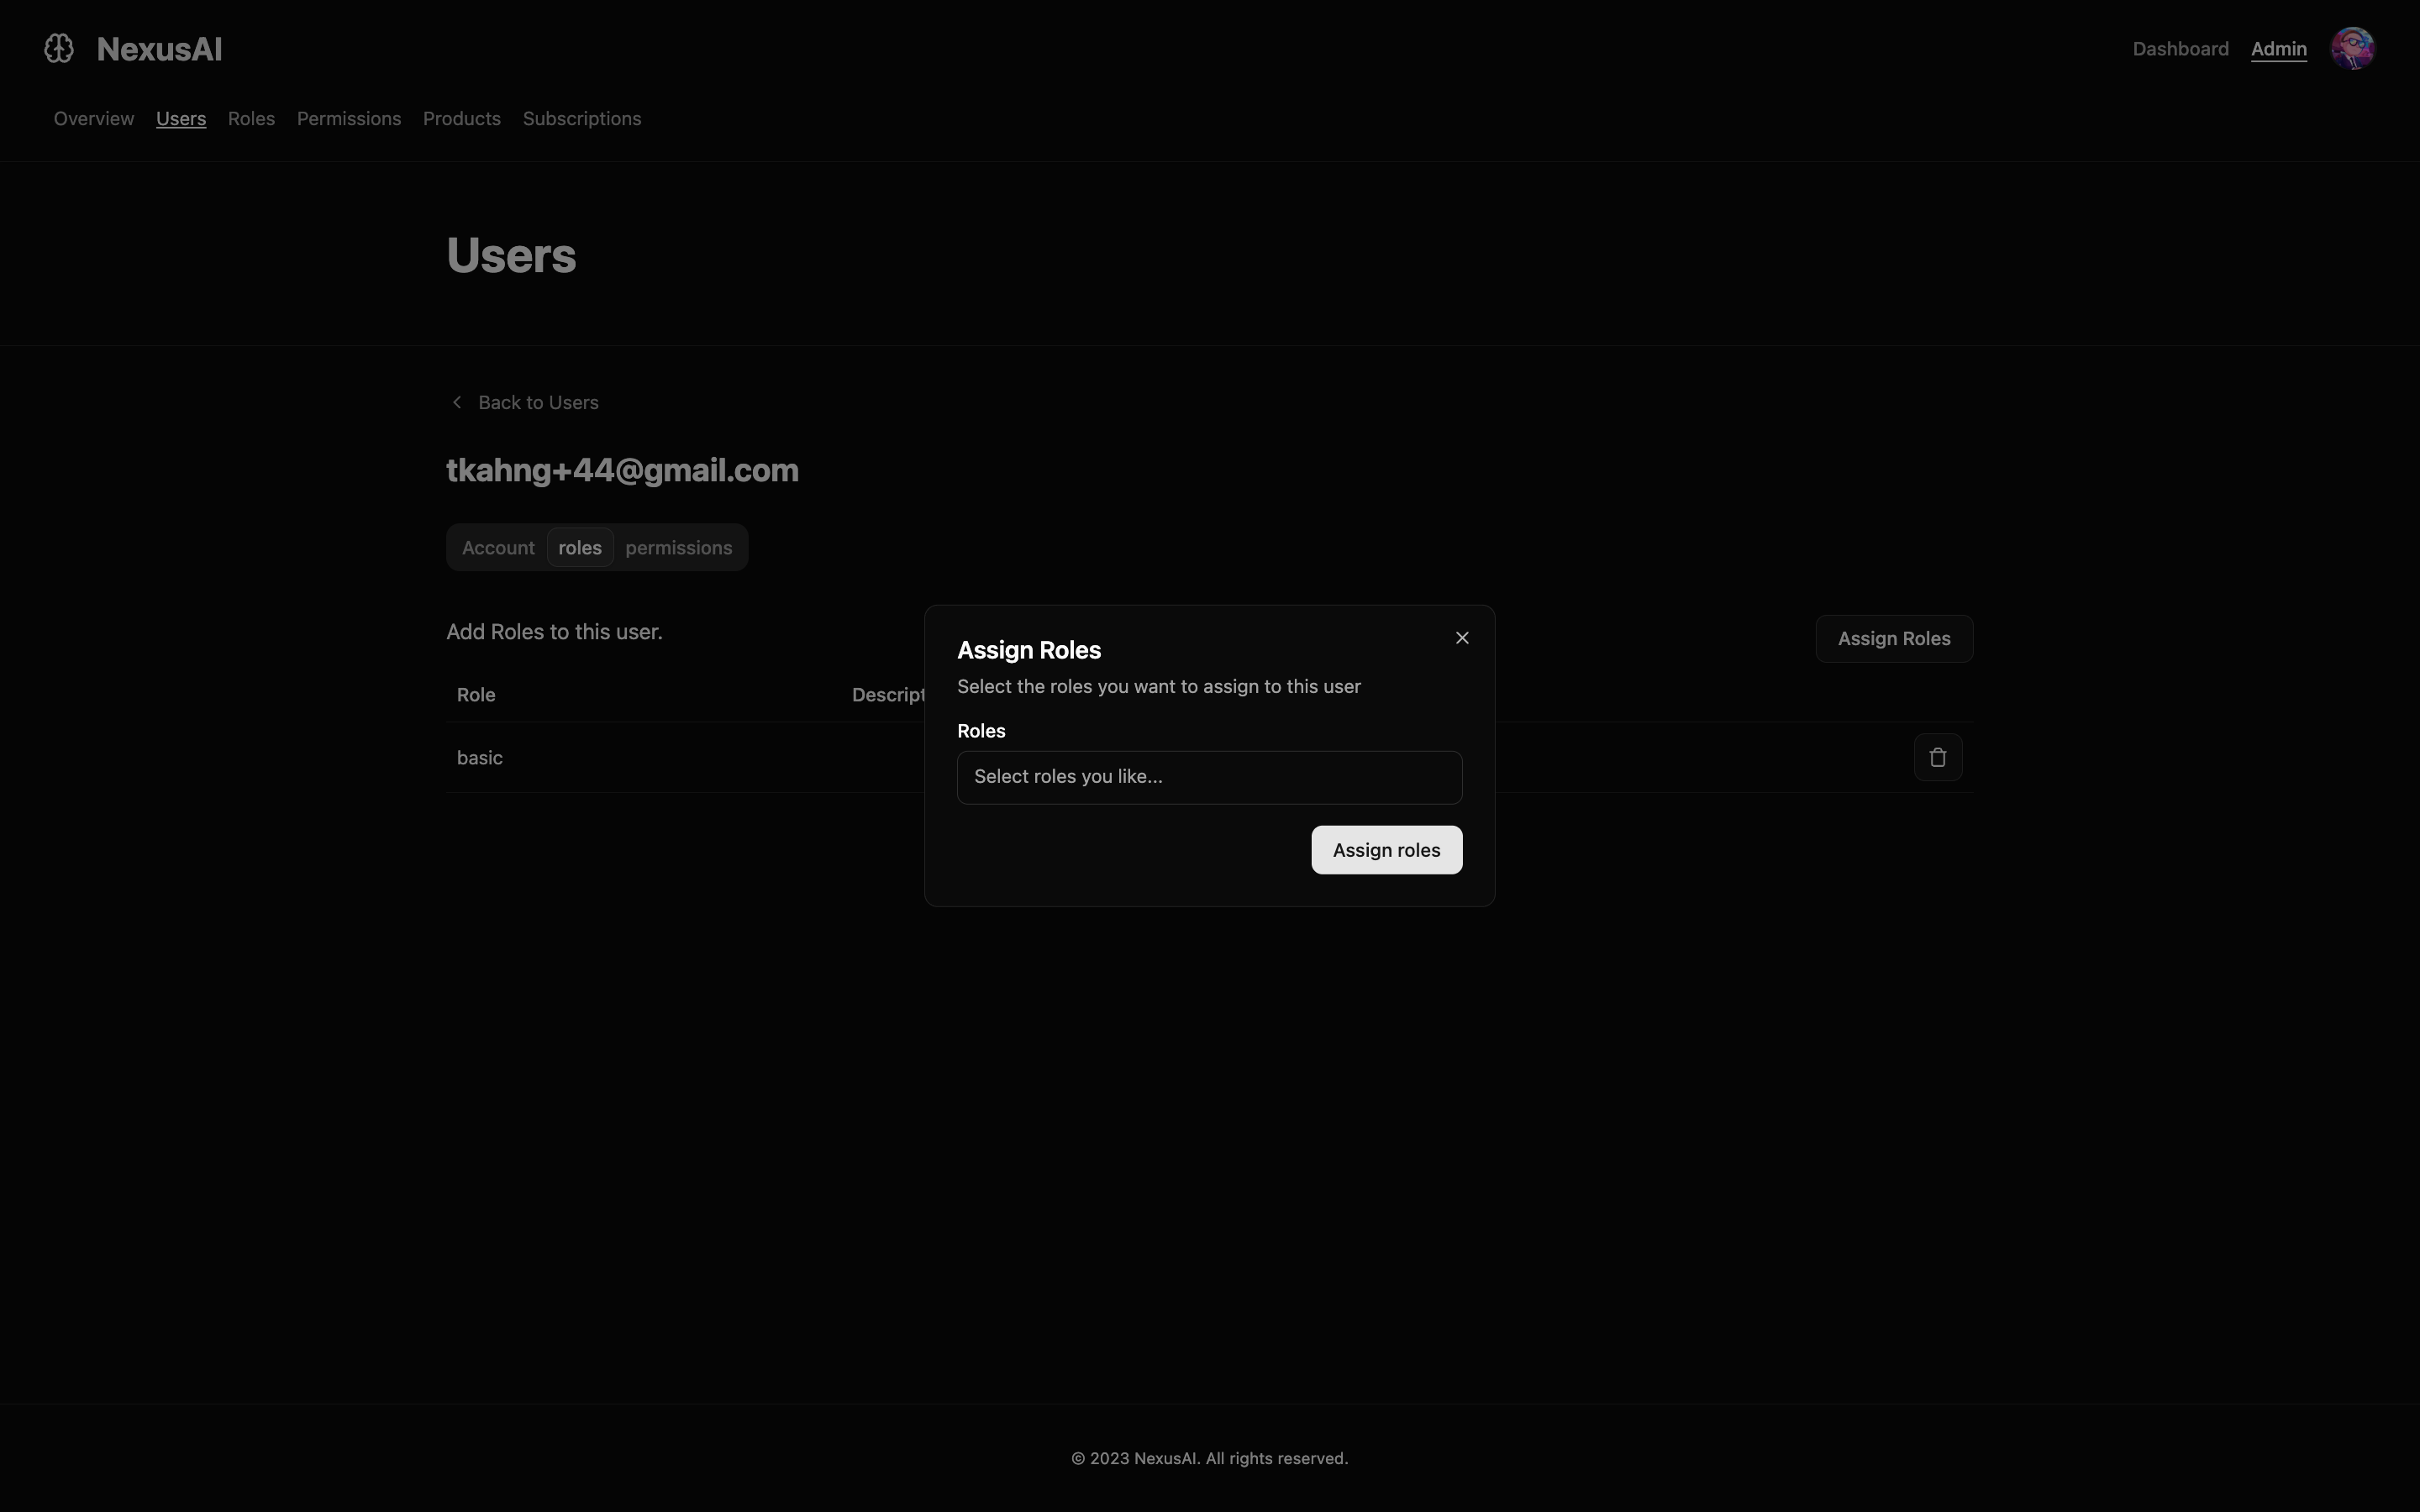 NexusAI
Dashboard Admin
Overview Users Roles Permissions Products Subscriptions
Users
Back to Users
tkahng+44@gmail.com
Account roles permissions
Add Roles to this user.
Assign Roles
Role Descript
basic
Assign Roles
Select the roles you want to assign to this user
Roles
Select roles you like...
Assign roles
© 2023 NexusAI. All rights reserved.